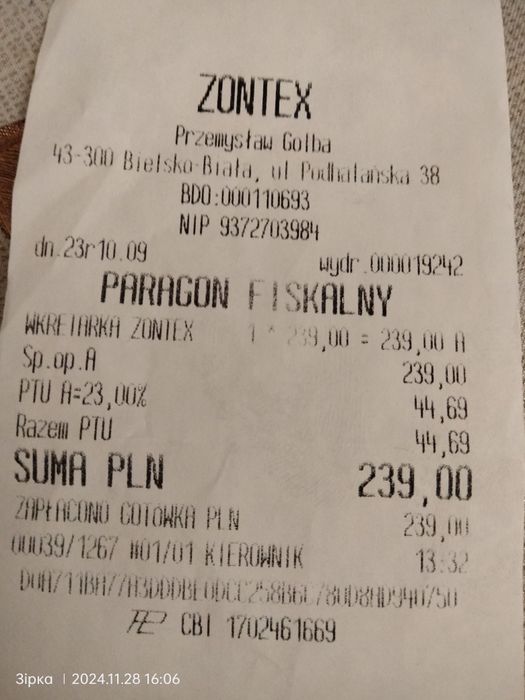 ZONTEX
Przemysław Golba
43-300 Bielsko-Biała, ul Podhalańska 38
BDO:000110693
NIP 9372703984
dn.23r10.09 wydr.000019242
PARAGON FISKALNY
WKRETARKA ZONTEX 1 * 239,00 = 239,00 A
Sp.op.A 239,00
PTU A=23,00% 44,69
Razem PTU 44,69
SUMA PLN 239,00
ZAPŁACONO GOTÓWKA PLN 239,00
00039/1267 #01/01 KIEROWNIK 13:32
CBI 1702461669
Зірка | 2024.11.28 16:06